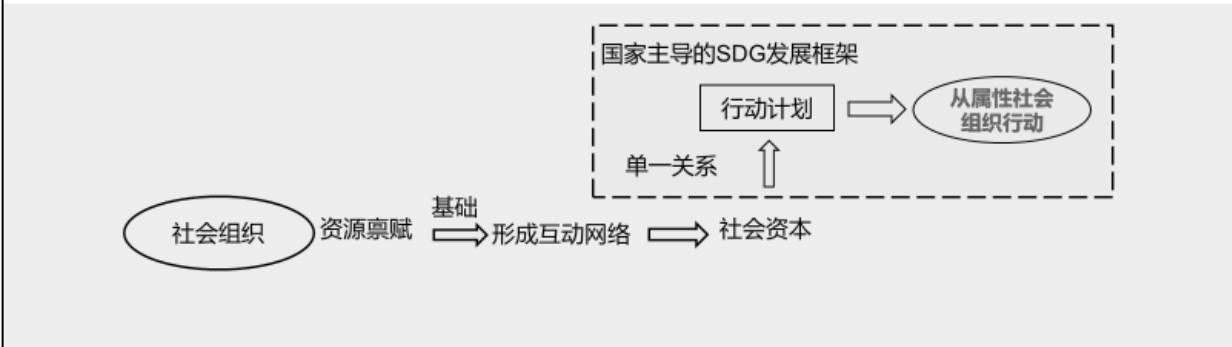 国家主导的SDG发展框架
行动计划
从属性社会
组织行动
单一关系
基础
社会组织
资源禀赋
形成互动网络
社会资本